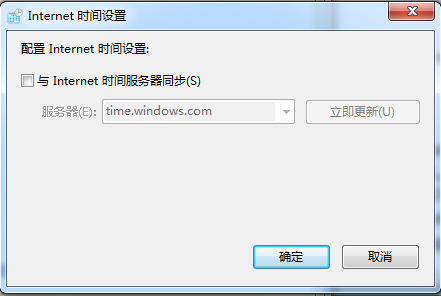 Internet 时间设置
配置 Internet 时间设置:
与 Internet 时间服务器同步(S)
服务器(E): time.windows.com 立即更新(U)
确定 取消